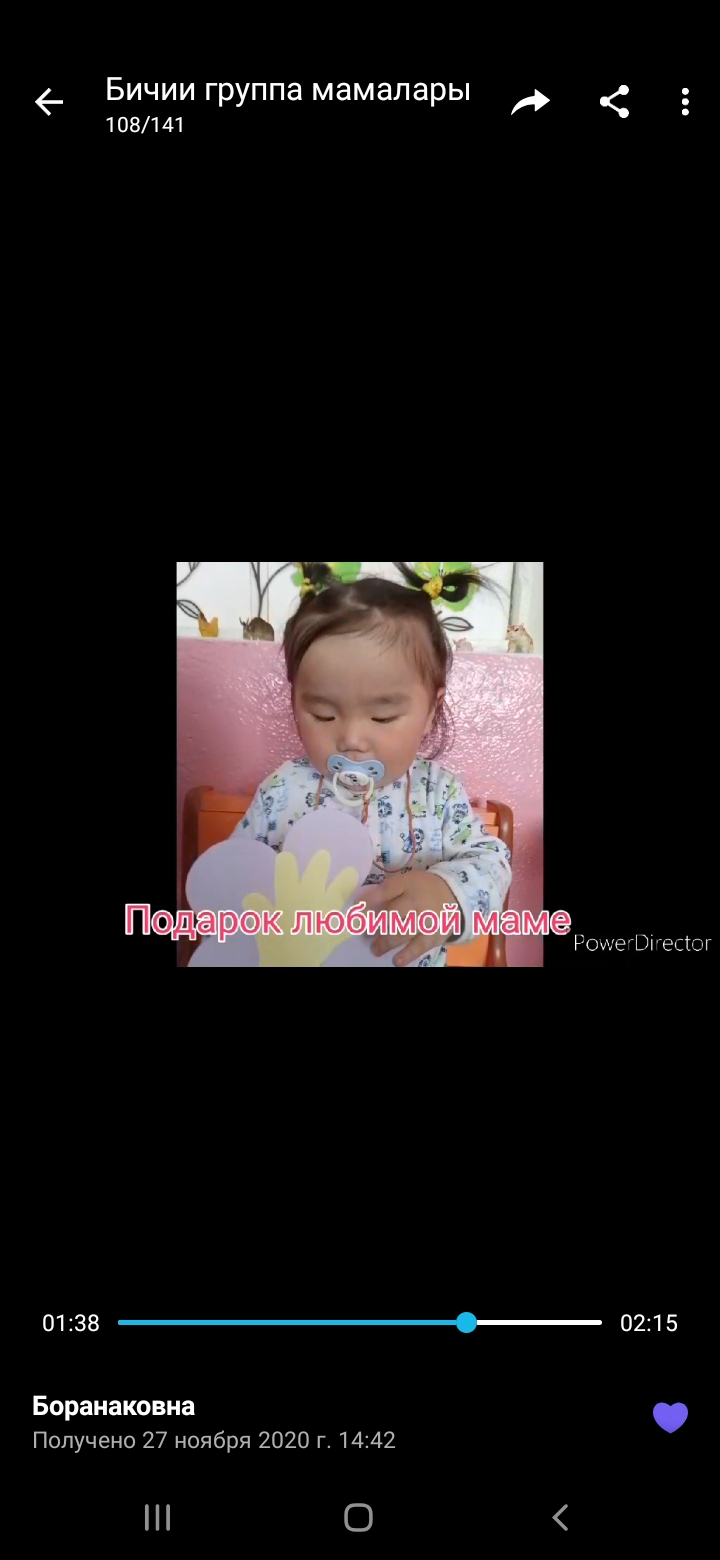 Бичии группа мамалары
108/141
Подарок любимой маме
PowerDirector
01:38
02:15
Боранаковна
Получено 27 ноября 2020 г. 14:42